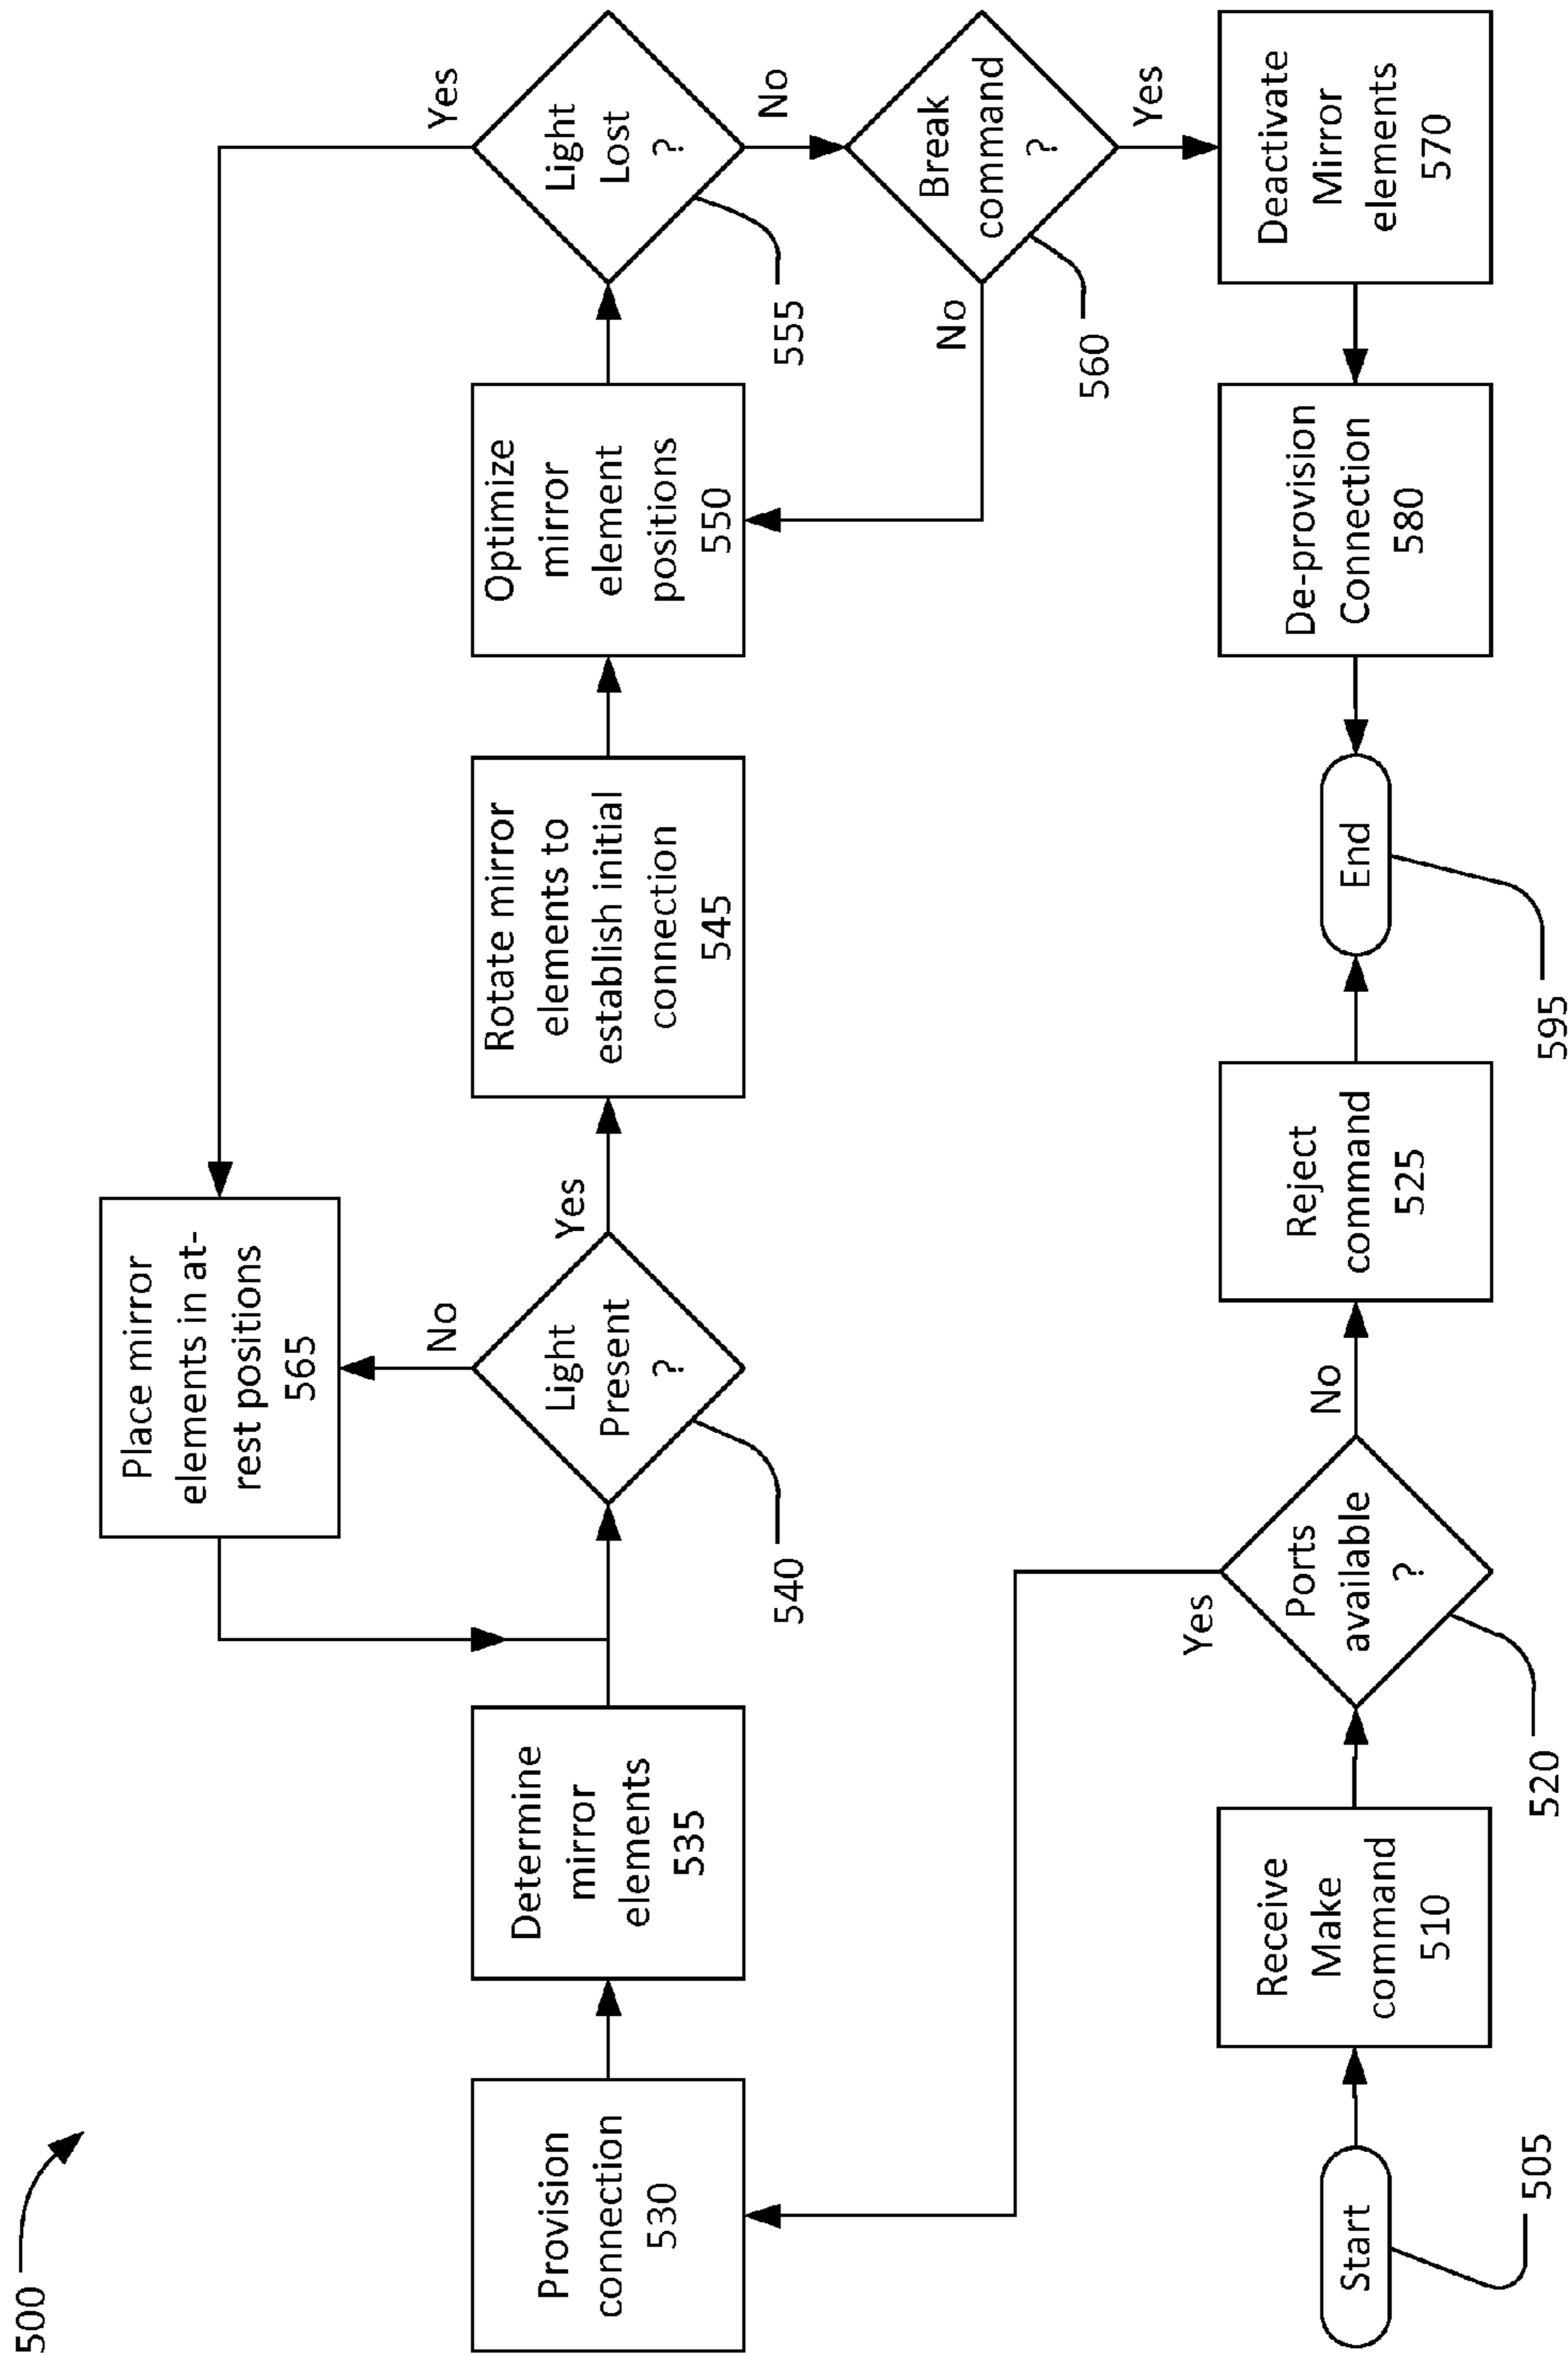 500
Place mirror
elements in at-
rest positions
565
Yes
No
Provision
connection
530
Determine
mirror
elements
535
Light
Present
?
540
Yes
Rotate mirror
elements to
establish initial
connection
545
Optimize
mirror
element
positions
550
Light
Lost
?
555
No
No
Break
command
?
560
Yes
Yes
Start
505
Receive
Make
command
510
Ports
available
?
520
No
Reject
command
525
End
595
De-provision
Connection
580
Deactivate
Mirror
elements
570